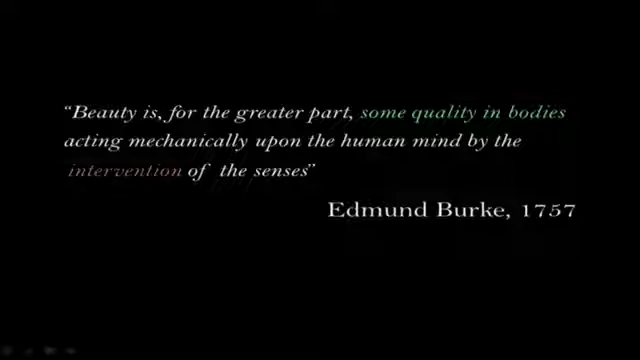 “Beauty is, for the greater part, some quality in bodies
acting mechanically upon the human mind by the
intervention of the senses”
Edmund Burke, 1757